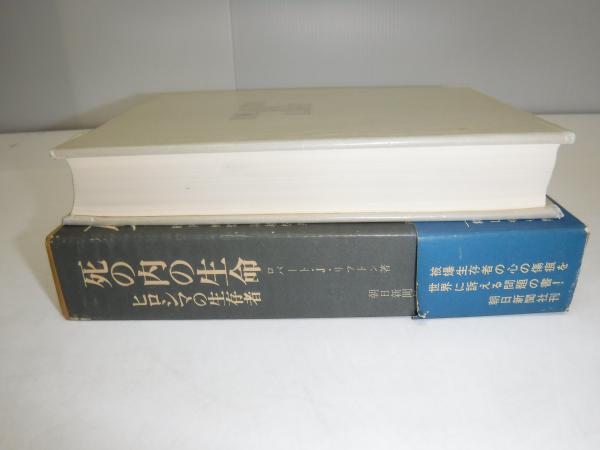 死の内の生命
ヒロシマの生存者
ロバート・J・リフトン著
朝日新聞
被爆生存者の心の傷痕を
世界に訴える問題の書!
朝日新聞社刊